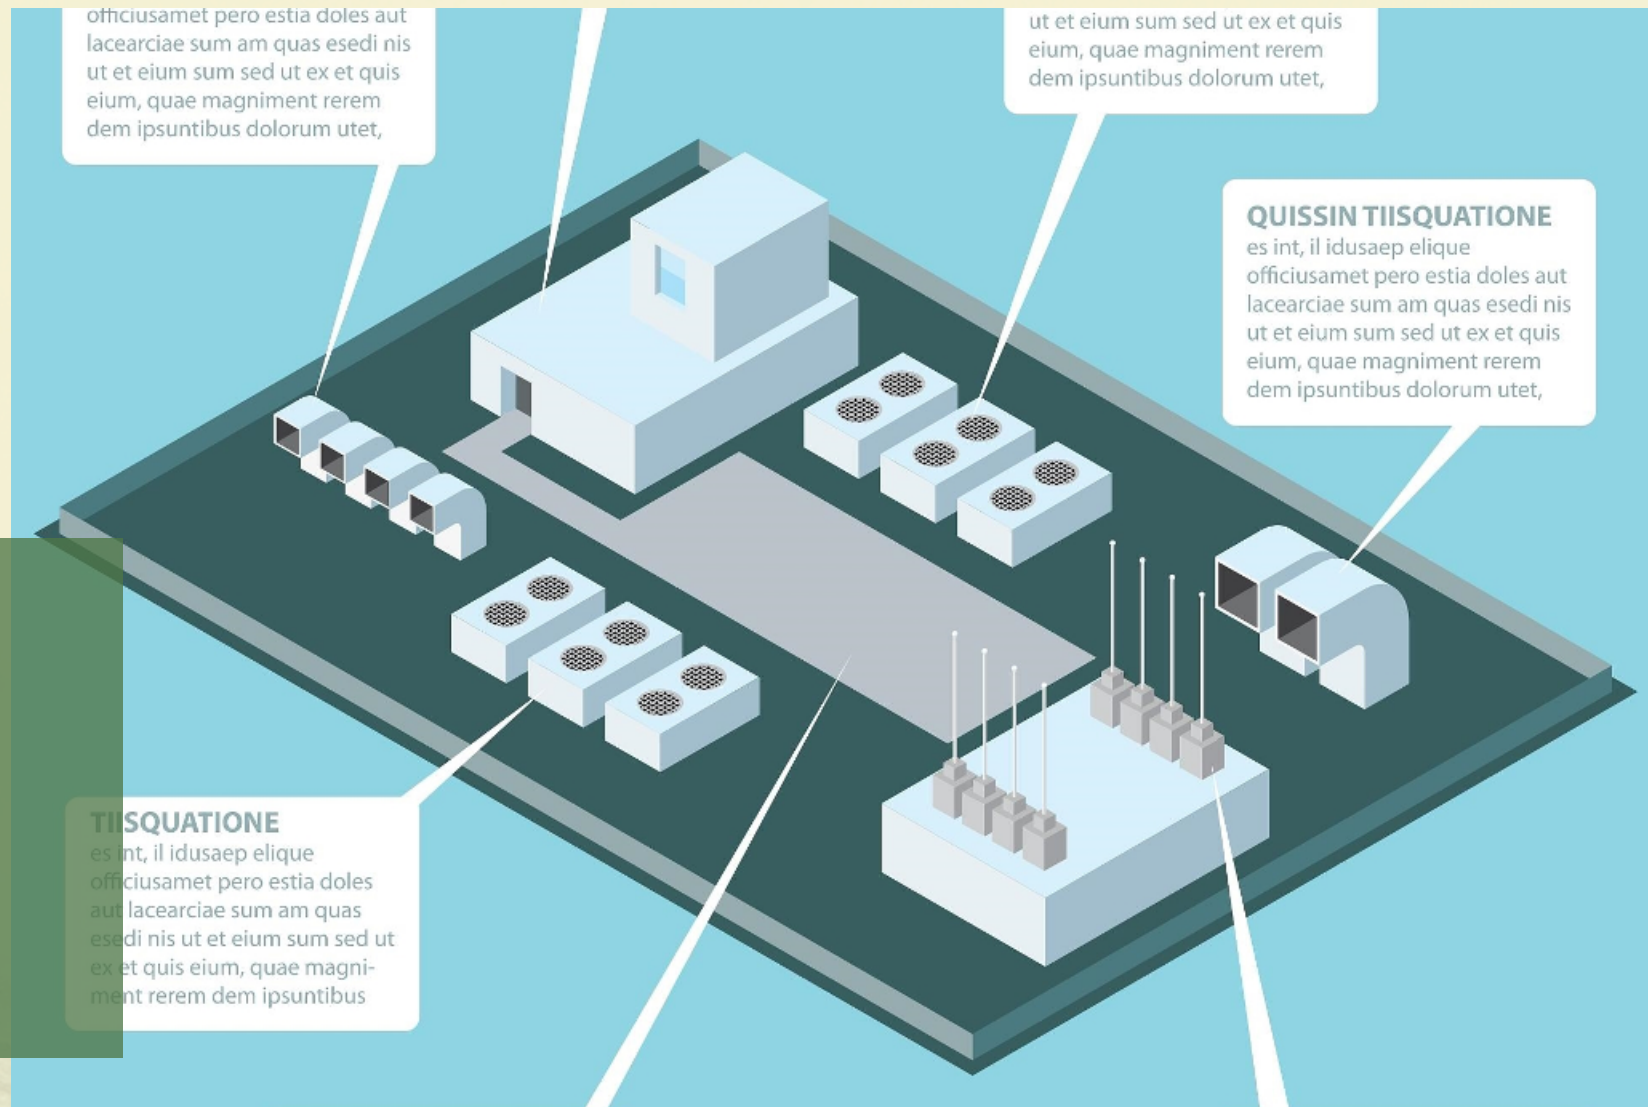 officiusamet pero estia doles aut
lacearciae sum am quas esedi nis
ut et eium sum sed ut ex et quis
eium, quae magniment rerem
dem ipsuntibus dolorum utet,
ut et eium sum sed ut ex et quis
eium, quae magniment rerem
dem ipsuntibus dolorum utet,
QUISSIN TIISQUATIONE
es int, il idusaep elique
officiusamet pero estia doles aut
lacearciae sum am quas esedi nis
ut et eium sum sed ut ex et quis
eium, quae magniment rerem
dem ipsuntibus dolorum utet,
TIISQUATIONE
es int, il idusaep elique
officiusamet pero estia doles
aut lacearciae sum am quas
esedi nis ut et eium sum sed ut
ex et quis eium, quae magni-
ment rerem dem ipsuntibus